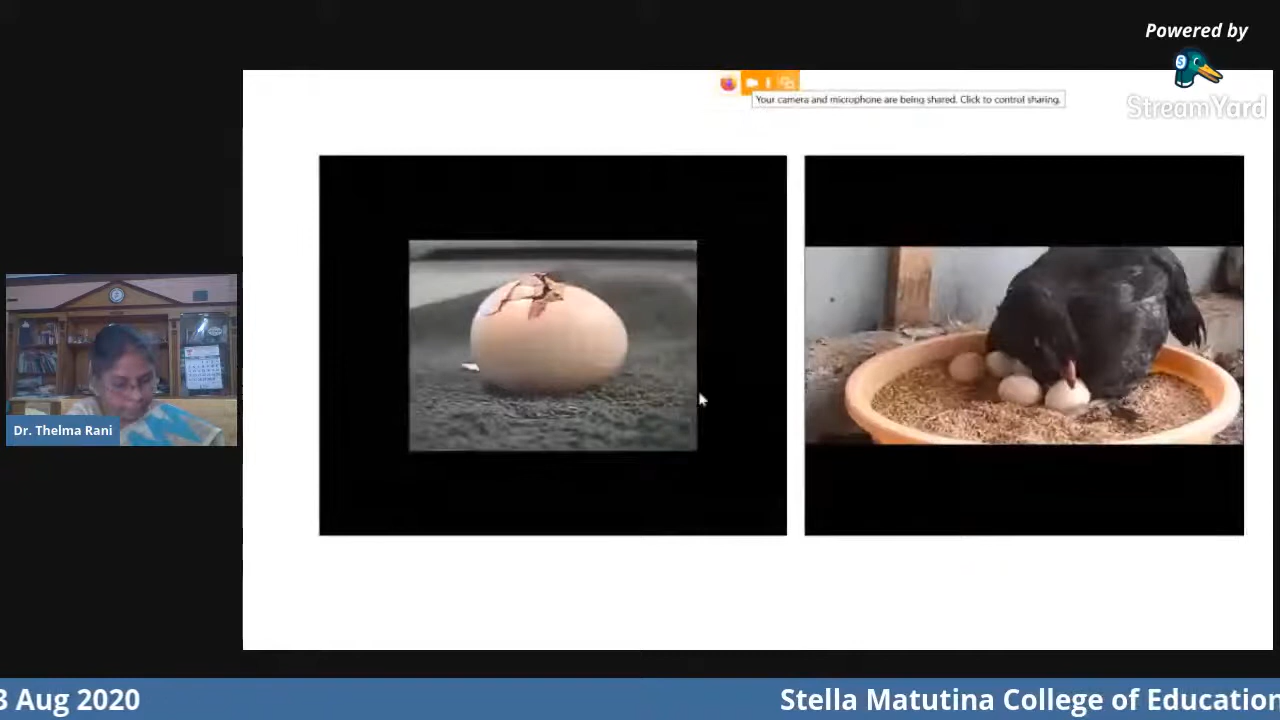 Powered by
S
StreamYard
Your camera and microphone are being shared. Click to control sharing.
Dr. Thelma Rani
3 Aug 2020
Stella Matutina College of Education